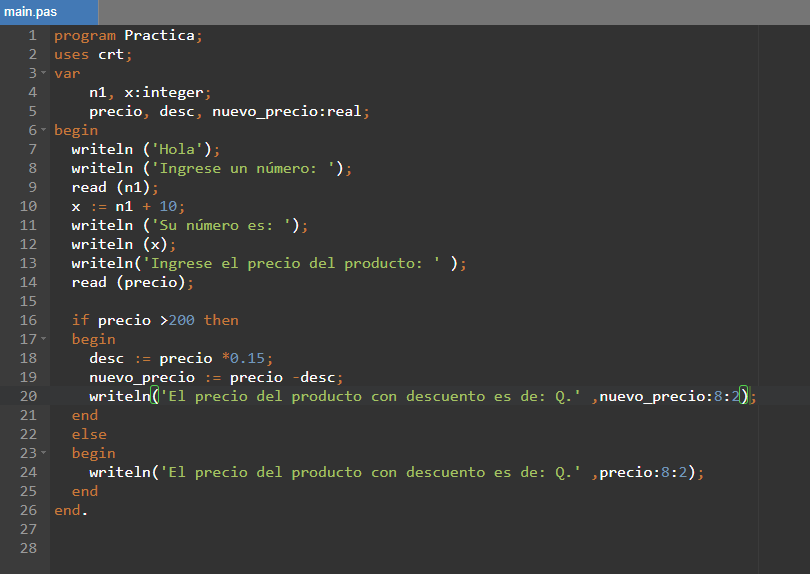 main.pas
1 program Practica;
2 uses crt;
3 var
4     n1, x:integer;
5     precio, desc, nuevo_precio:real;
6 begin
7   writeln ('Hola');
8   writeln ('Ingrese un número: ');
9   read (n1);
10   x := n1 + 10;
11   writeln ('Su número es: ');
12   writeln (x);
13   writeln('Ingrese el precio del producto: ' );
14   read (precio);
15
16   if precio >200 then
17   begin
18     desc := precio *0.15;
19     nuevo_precio := precio -desc;
20     writeln('El precio del producto con descuento es de: Q.' ,nuevo_precio:8:2);
21   end
22   else
23   begin
24     writeln('El precio del producto con descuento es de: Q.' ,precio:8:2);
25   end
26 end.
27
28